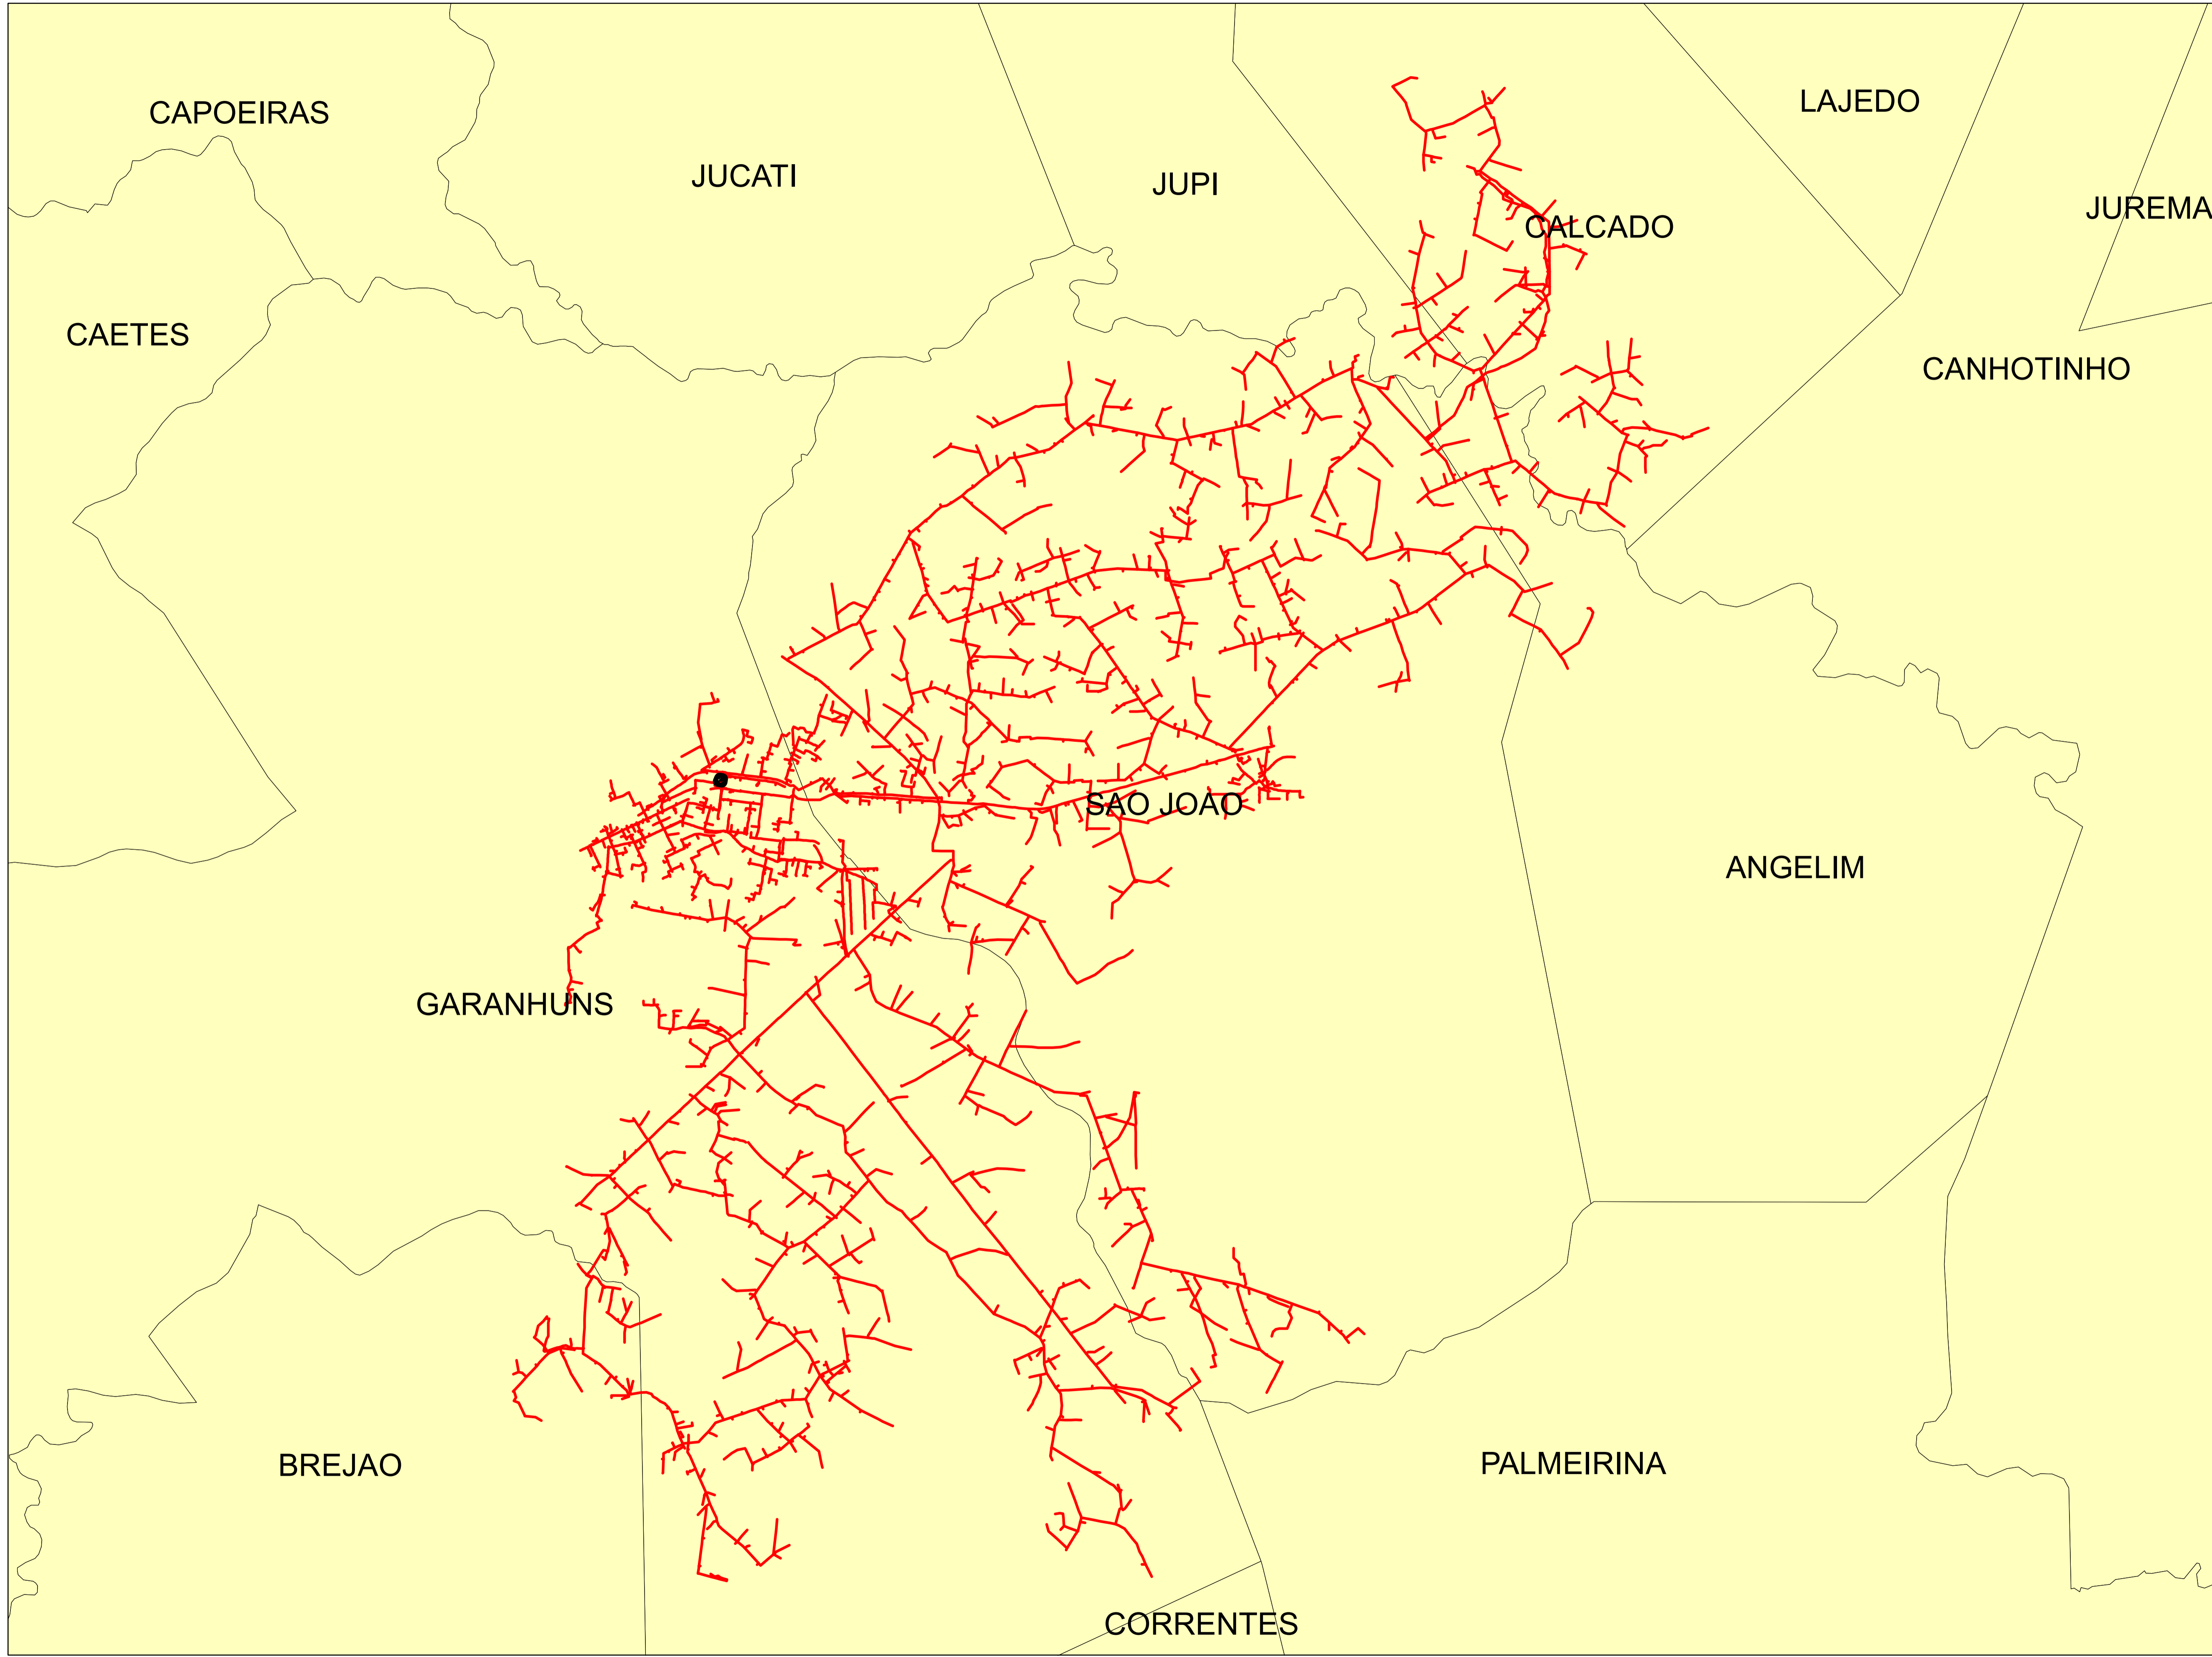 LAJEDO
CAPOEIRAS
JUCATI
JUPI
JUREMA
CALCADO
CAETES
CANHOTINHO
SAO JOAO
ANGELIM
GARANHUNS
PALMEIRINA
BREJAO
CORRENTES